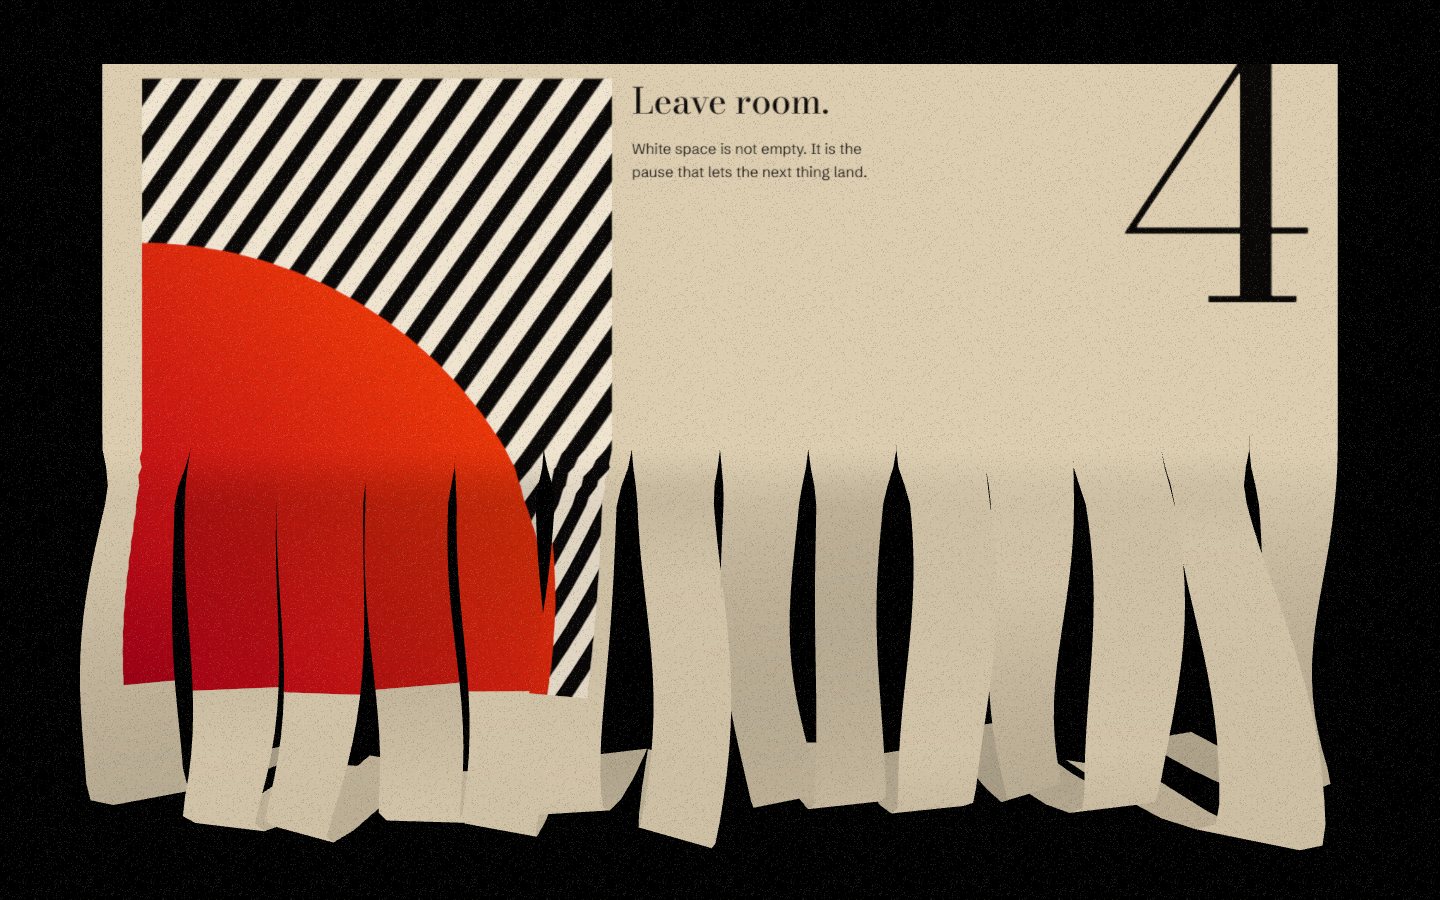 Leave room.
White space is not empty. It is the
pause that lets the next thing land.
4